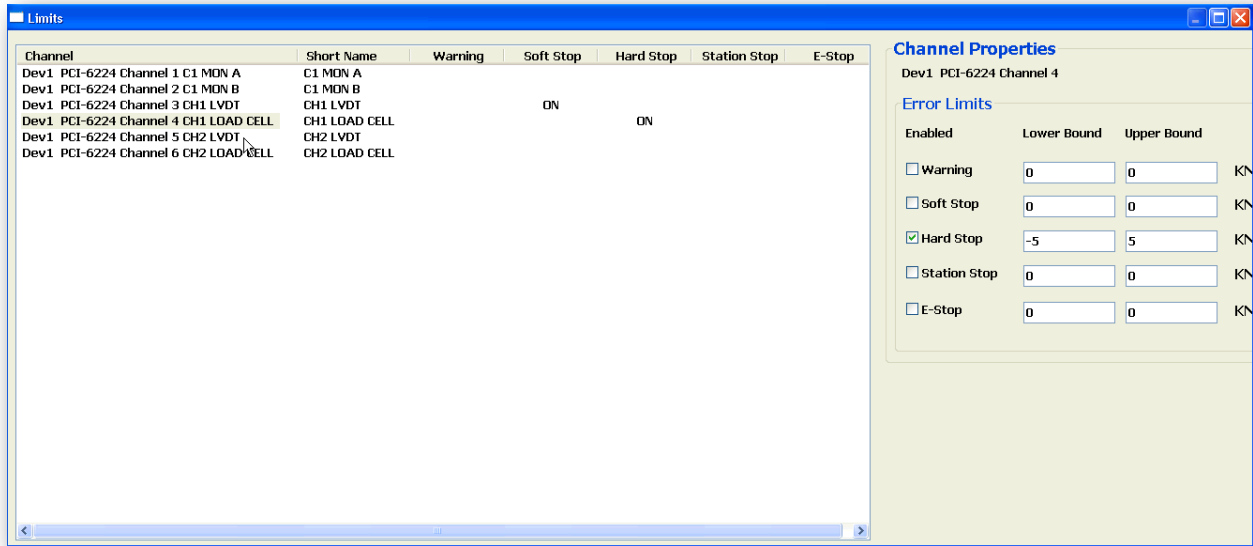 Limits
Channel Short Name Warning Soft Stop Hard Stop Station Stop E-Stop
Dev1 PCI-6224 Channel 1 C1 MON A C1 MON A
Dev1 PCI-6224 Channel 2 C1 MON B C1 MON B
Dev1 PCI-6224 Channel 3 CH1 LVDT CH1 LVDT ON
Dev1 PCI-6224 Channel 4 CH1 LOAD CELL CH1 LOAD CELL ON
Dev1 PCI-6224 Channel 5 CH2 LVDT CH2 LVDT
Dev1 PCI-6224 Channel 6 CH2 LOAD CELL CH2 LOAD CELL
Channel Properties
Dev1 PCI-6224 Channel 4
Error Limits
Enabled Lower Bound Upper Bound
Warning 0 0 KN
Soft Stop 0 0 KN
Hard Stop -5 5 KN
Station Stop 0 0 KN
E-Stop 0 0 KN